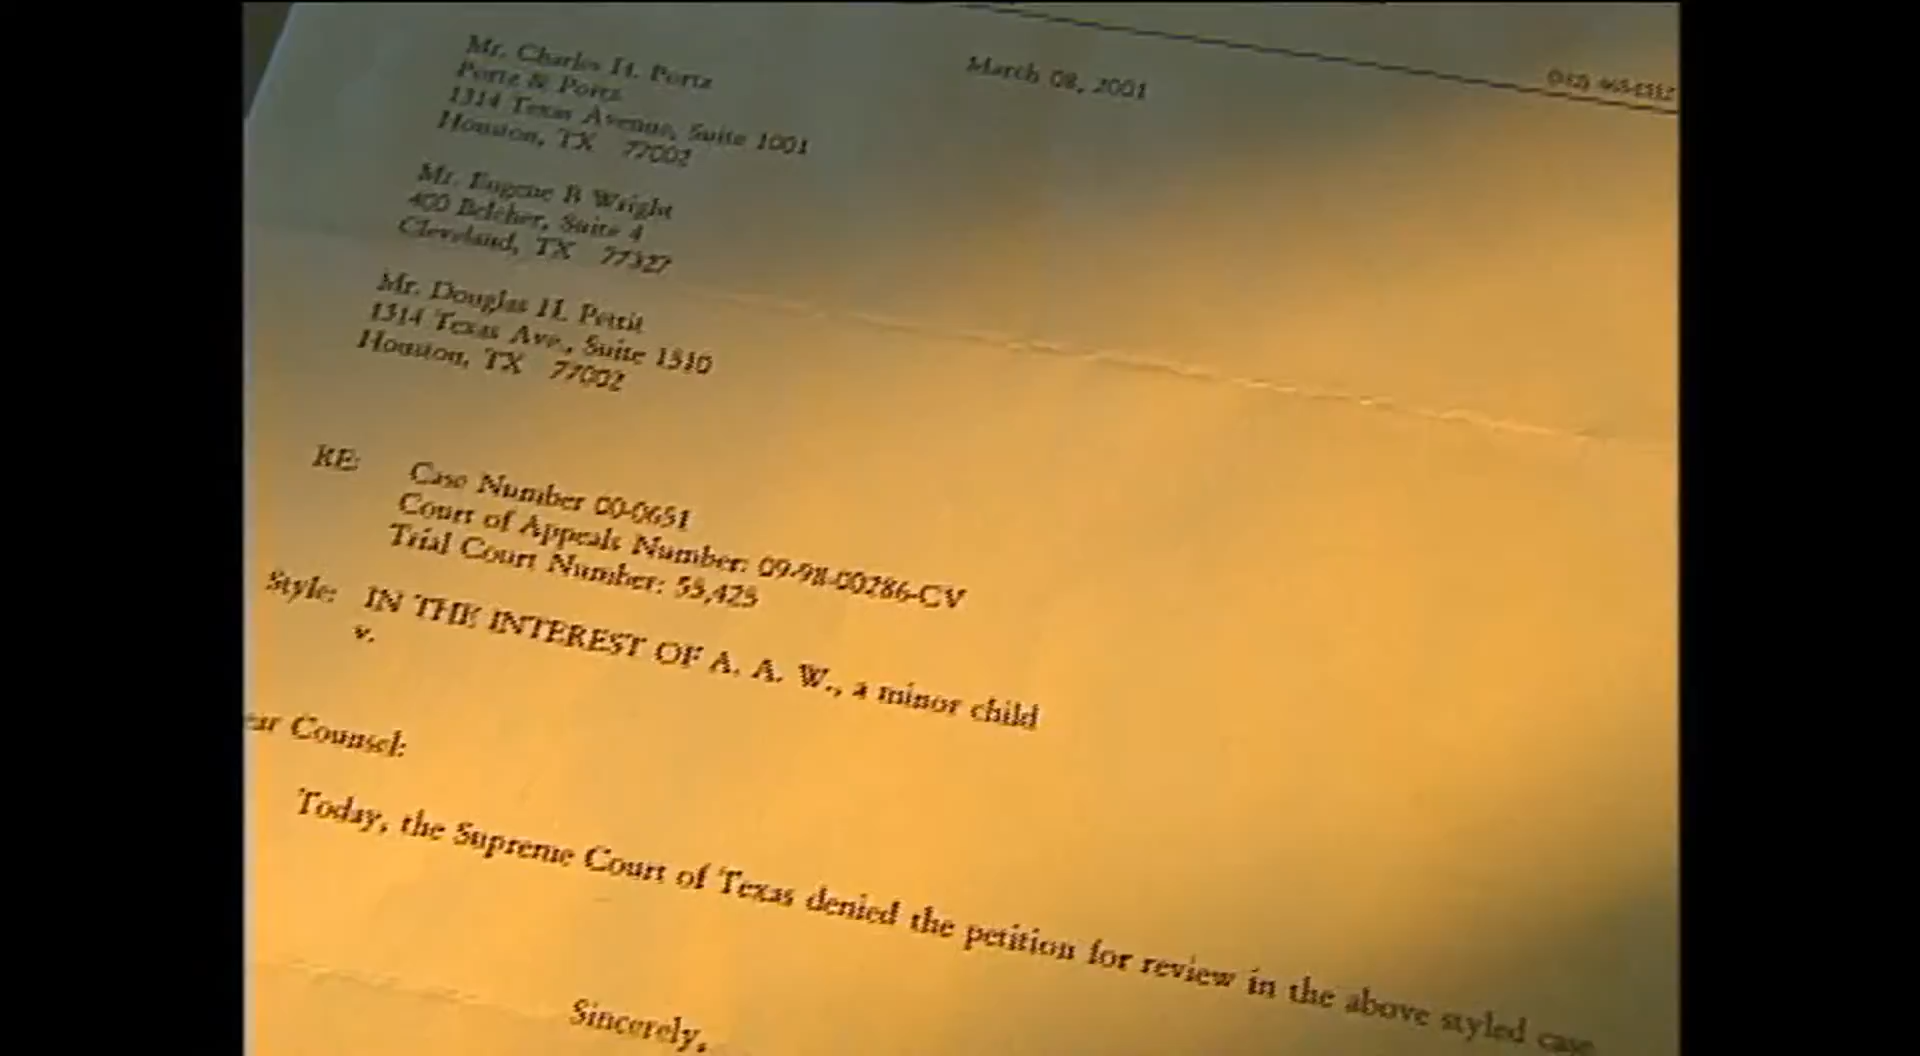 March 08, 2001
Mr. Charles H. Portz
Portz & Portz
1314 Texas Avenue, Suite 1001
Houston, TX 77002
Mr. Eugene B Wright
400 Belcher, Suite 4
Cleveland, TX 77327
Mr. Douglas H. Pettit
1314 Texas Ave., Suite 1310
Houston, TX 77002
RE: Case Number 00-0651
Court of Appeals Number: 09-98-00286-CV
Trial Court Number: 55,425
Style: IN THE INTEREST OF A. A. W., a minor child
v.
ear Counsel:
Today, the Supreme Court of Texas denied the petition for review in the above styled case
Sincerely,